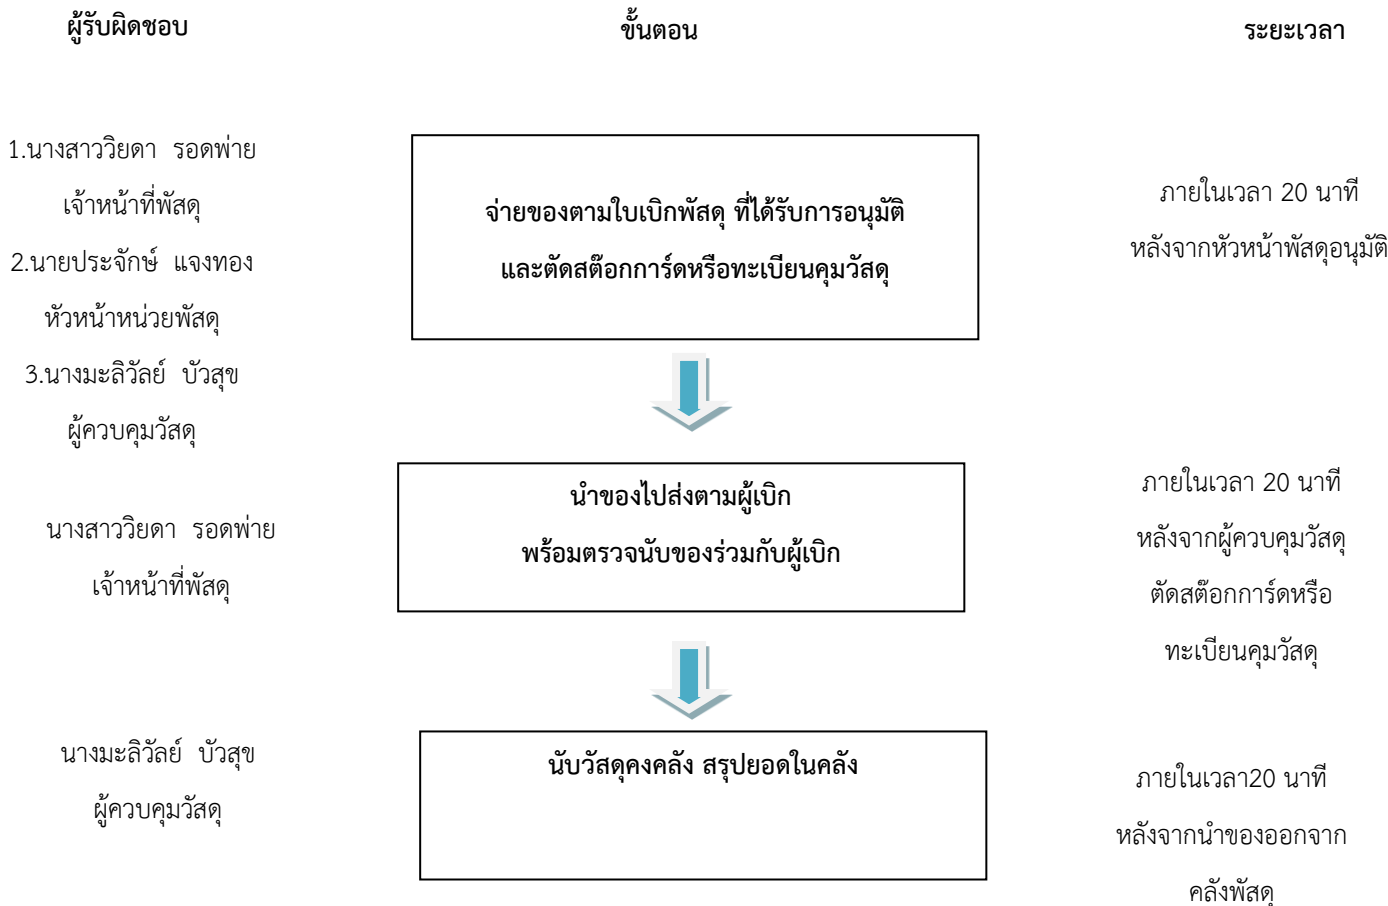 ผู้รับผิดชอบ
ขั้นตอน
ระยะเวลา
1.นางสาววิยดา รอดพ่าย
เจ้าหน้าที่พัสดุ
2.นายประจักษ์ แจงทอง
หัวหน้าหน่วยพัสดุ
3.นางมะลิวัลย์ บัวสุข
ผู้ควบคุมวัสดุ
จ่ายของตามใบเบิกพัสดุ ที่ได้รับการอนุมัติ
และตัดสต๊อกการ์ดหรือทะเบียนคุมวัสดุ
ภายในเวลา 20 นาที
หลังจากหัวหน้าพัสดุอนุมัติ
นางสาววิยดา รอดพ่าย
เจ้าหน้าที่พัสดุ
นำของไปส่งตามผู้เบิก
พร้อมตรวจนับของร่วมกับผู้เบิก
ภายในเวลา 20 นาที
หลังจากผู้ควบคุมวัสดุ
ตัดสต๊อกการ์ดหรือ
ทะเบียนคุมวัสดุ
นางมะลิวัลย์ บัวสุข
ผู้ควบคุมวัสดุ
นับวัสดุคงคลัง สรุปยอดในคลัง
ภายในเวลา20 นาที
หลังจากนำของออกจาก
คลังพัสดุ